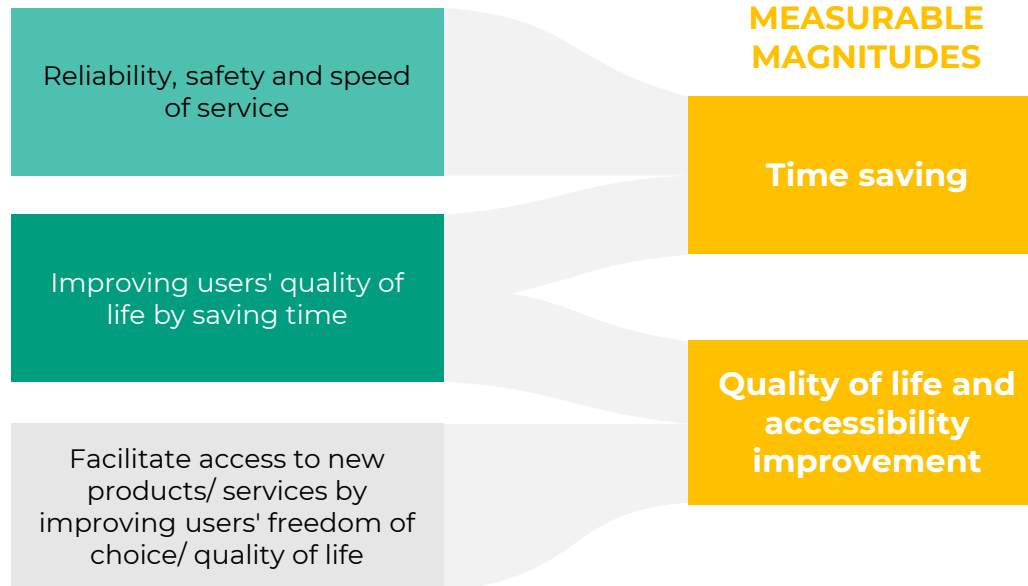 MEASURABLE
MAGNITUDES
Reliability, safety and speed
of service
Time saving
Improving users' quality of
life by saving time
Quality of life and
accessibility
improvement
Facilitate access to new
products/ services by
improving users' freedom of
choice/ quality of life